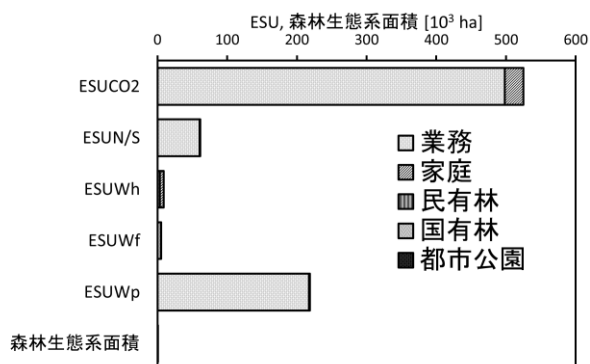 ESU, 森林生態系面積 [10³ ha]
0 100 200 300 400 500 600
ESUCO2
ESUN/S
ESUWh
ESUWf
ESUWp
森林生態系面積
業務
家庭
民有林
国有林
都市公園